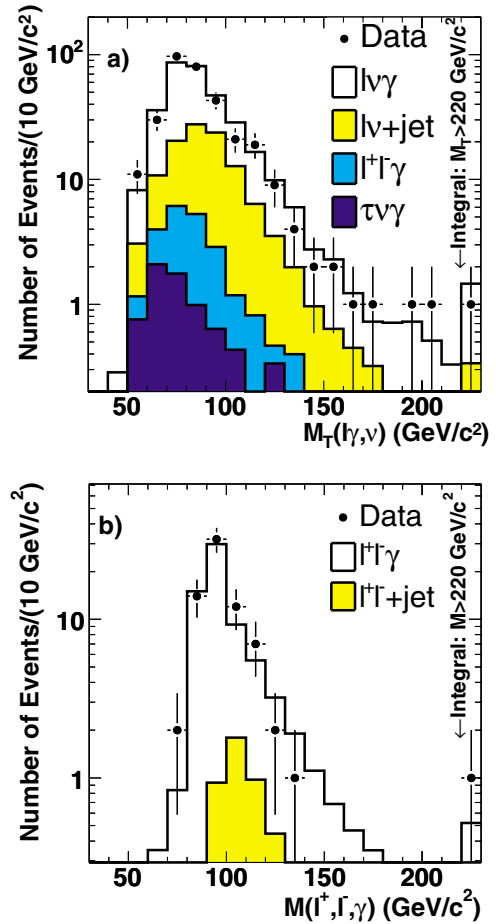 a)
Data
lνγ
lν+jet
l⁺l⁻γ
τνγ
10²
10
1
Number of Events/(10 GeV/c²)
←Integral: M_T>220 GeV/c²
50 100 150 200
M_T(lγ,ν) (GeV/c²)
b)
Data
l⁺l⁻γ
l⁺l⁻+jet
10
1
Number of Events/(10 GeV/c²)
←Integral: M>220 GeV/c²
50 100 150 200
M(l⁺,l⁻,γ) (GeV/c²)